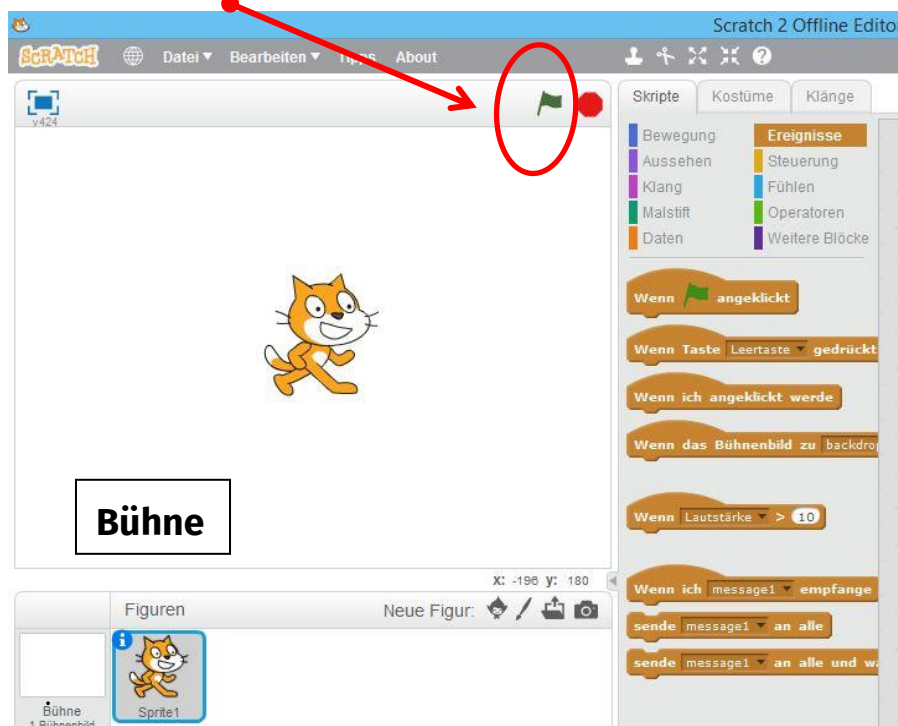 Scratch 2 Offline Edito
SCRATCH Datei Bearbeiten Tipps About
v424
Skripte Kostüme Klänge
Bewegung Ereignisse
Aussehen Steuerung
Klang Fühlen
Malstift Operatoren
Daten Weitere Blöcke
Wenn angeklickt
Wenn Taste Leertaste gedrückt
Wenn ich angeklickt werde
Wenn das Bühnenbild zu backdrop
Wenn Lautstärke > 10
Wenn ich message1 empfange
sende message1 an alle
sende message1 an alle und wa
Bühne
X: -196 y: 180
Figuren Neue Figur:
Bühne
1 Bühnenbild
Sprite1